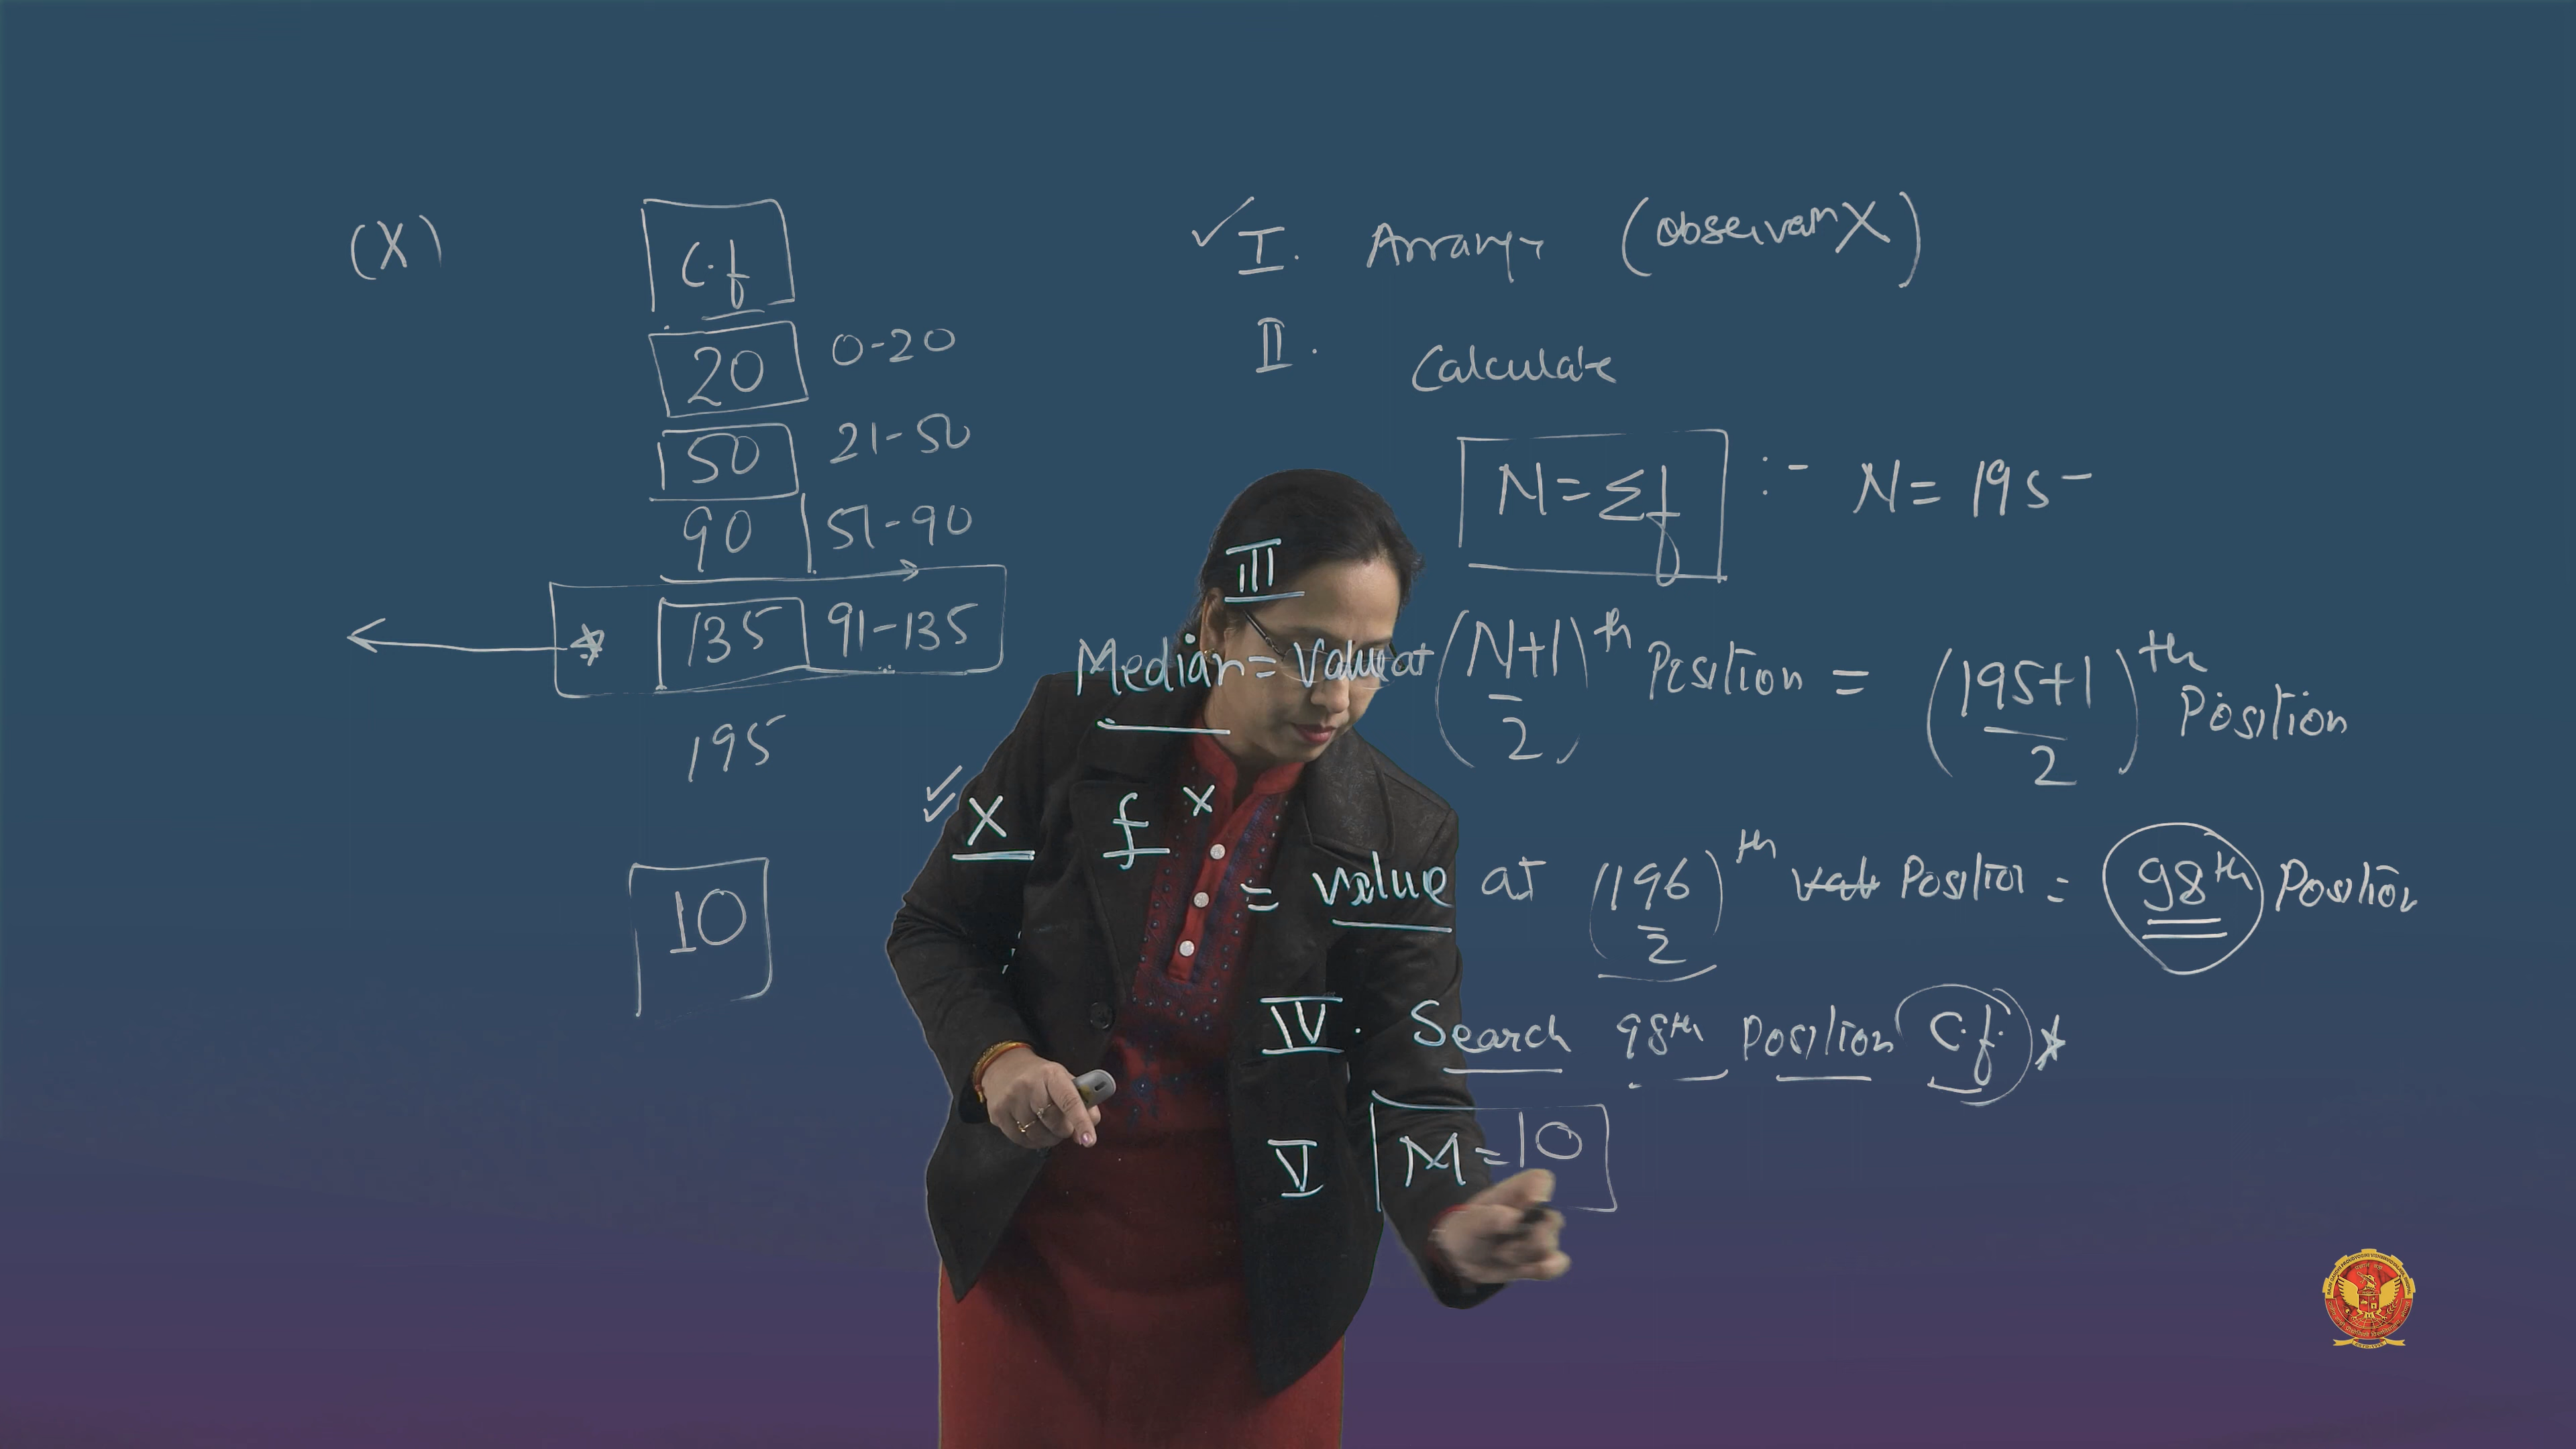 (X)
C.f
20 0-20
50 21-50
90 51-90
135 91-135
195
10
I. Arrange (observan X)
II. Calculate
N = Σf :- N = 195
III
Median = Value at (N+1/2)th Position = (195+1/2)th Position
X f x
= value at (196/2)th Position = 98th Position
IV. Search 98th Position C.f.
V M = 10